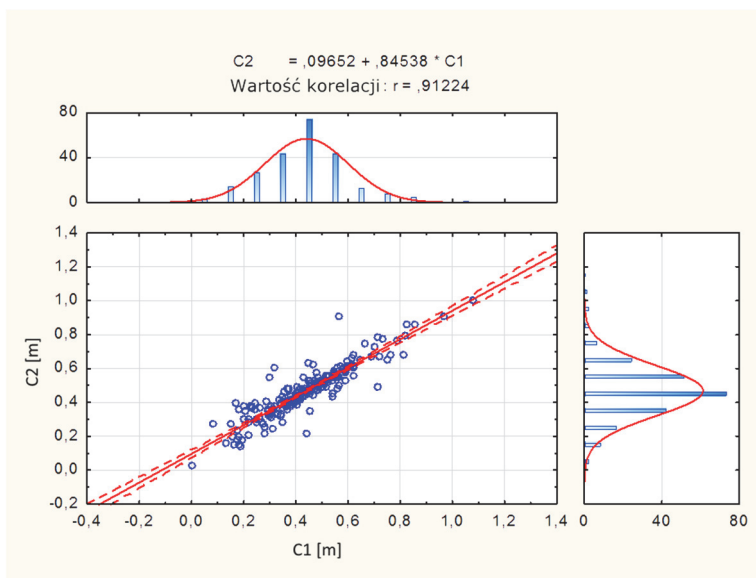 C2 = ,09652 + ,84538 * C1
Wartość korelacji: r = ,91224
80
40
0
1,4
1,2
1,0
0,8
0,6
0,4
0,2
0,0
-0,2
C2 [m]
-0,4 -0,2 0,0 0,2 0,4 0,6 0,8 1,0 1,2 1,4
0 40 80
C1 [m]